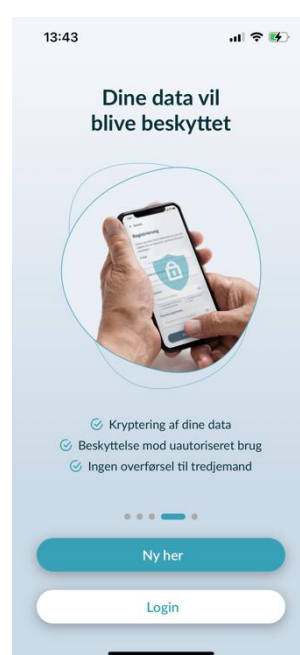 13:43
Dine data vil
blive beskyttet
Registrierung
Kryptering af dine data
Beskyttelse mod uautoriseret brug
Ingen overførsel til tredjemand
Ny her
Login